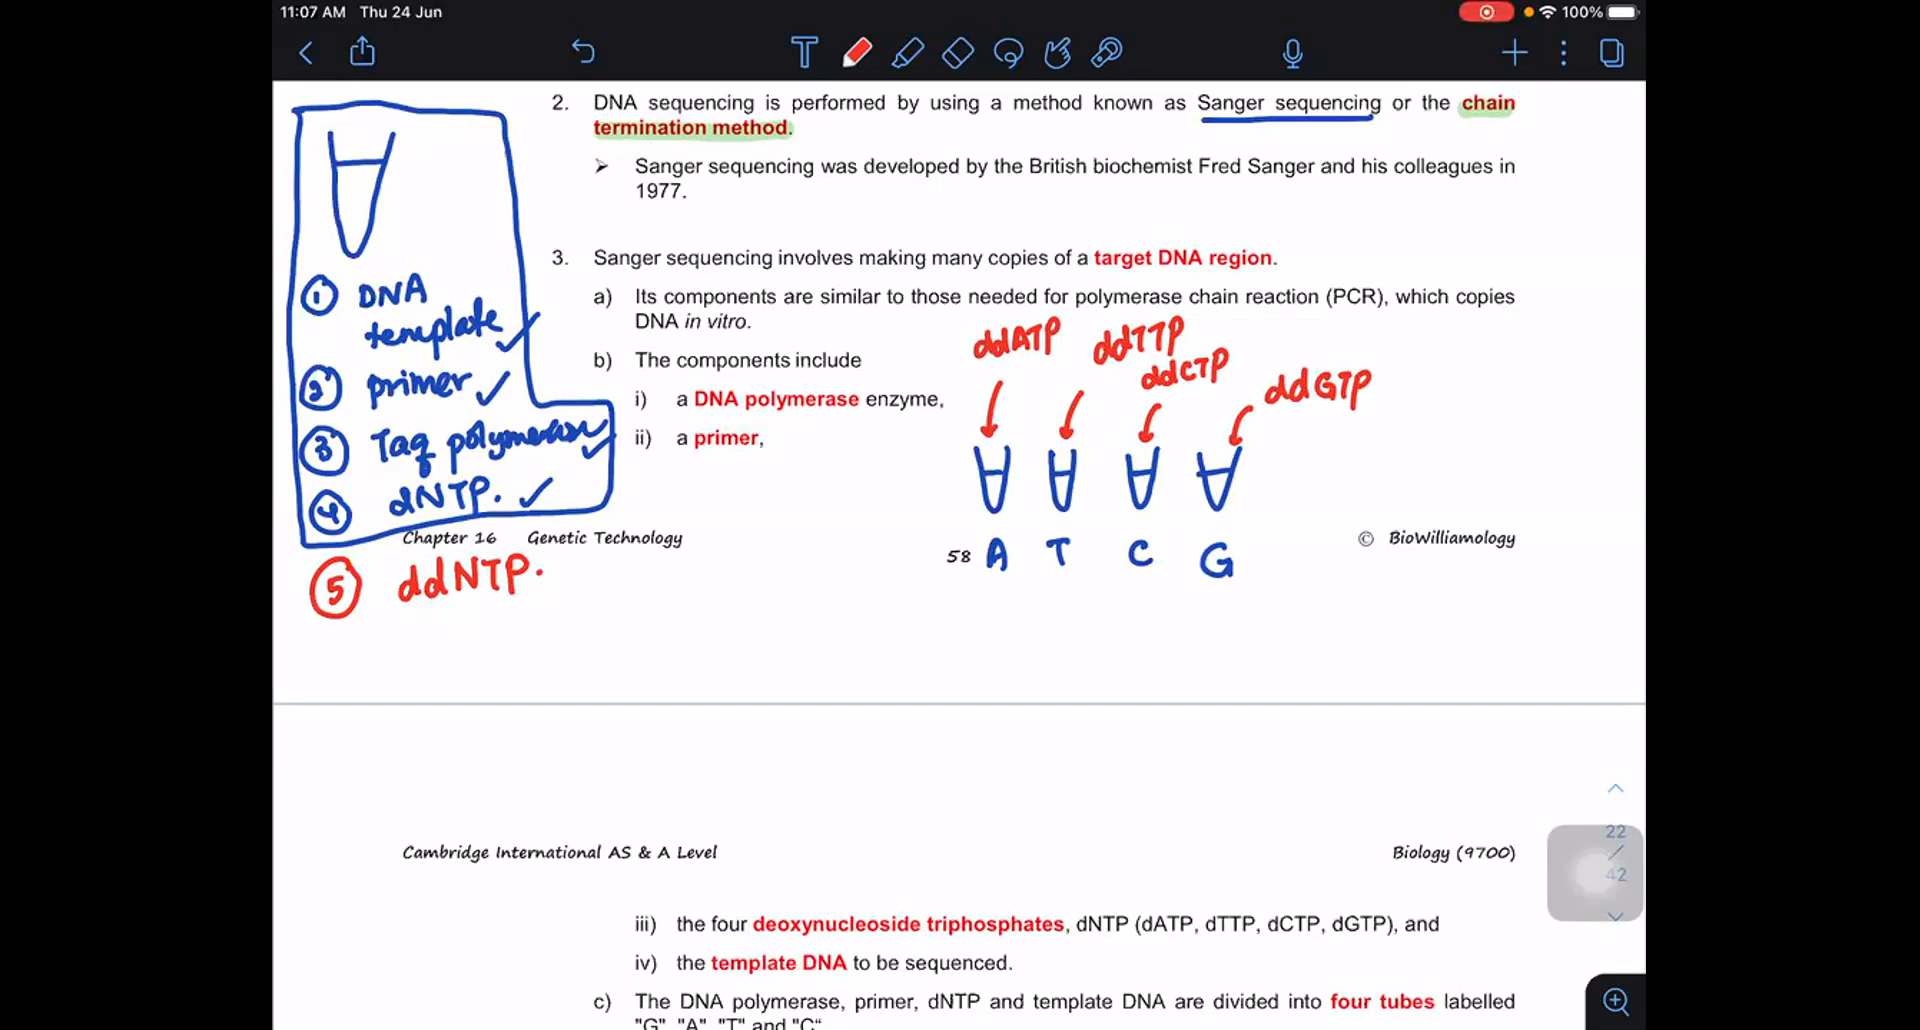 11:07 AM Thu 24 Jun
100%
2. DNA sequencing is performed by using a method known as Sanger sequencing or the chain
termination method.
➤ Sanger sequencing was developed by the British biochemist Fred Sanger and his colleagues in
1977.
3. Sanger sequencing involves making many copies of a target DNA region.
a) Its components are similar to those needed for polymerase chain reaction (PCR), which copies
DNA in vitro.
b) The components include
i) a DNA polymerase enzyme,
ii) a primer,
① DNA
template ✓
② primer ✓
③ Taq polymerase ✓
④ dNTP. ✓
⑤ ddNTP.
ddATP ddTTP
ddCTP
ddGTP
A T C G
Chapter 16 Genetic Technology
58
© BioWilliamology
22
/
42
Cambridge International AS & A Level
Biology (9700)
iii) the four deoxynucleoside triphosphates, dNTP (dATP, dTTP, dCTP, dGTP), and
iv) the template DNA to be sequenced.
c) The DNA polymerase, primer, dNTP and template DNA are divided into four tubes labelled
"G", "A", "T" and "C"